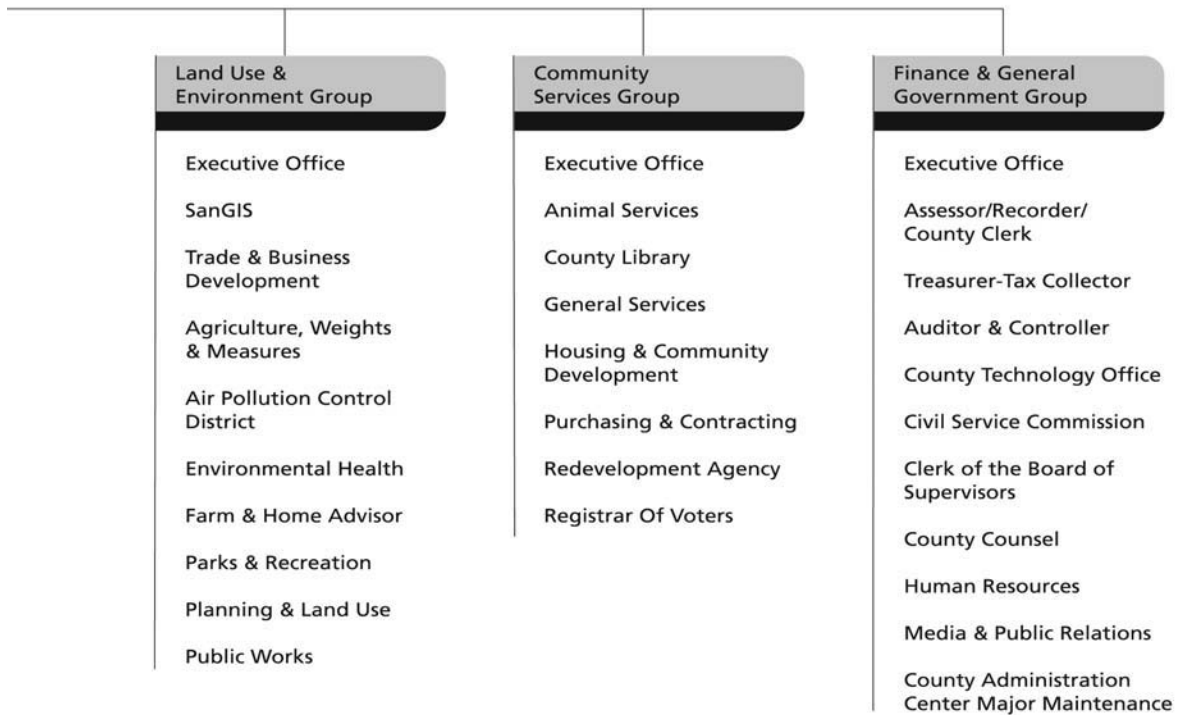 Land Use &
Environment Group
Executive Office
SanGIS
Trade & Business
Development
Agriculture, Weights
& Measures
Air Pollution Control
District
Environmental Health
Farm & Home Advisor
Parks & Recreation
Planning & Land Use
Public Works
Community
Services Group
Executive Office
Animal Services
County Library
General Services
Housing & Community
Development
Purchasing & Contracting
Redevelopment Agency
Registrar Of Voters
Finance & General
Government Group
Executive Office
Assessor/Recorder/
County Clerk
Treasurer-Tax Collector
Auditor & Controller
County Technology Office
Civil Service Commission
Clerk of the Board of
Supervisors
County Counsel
Human Resources
Media & Public Relations
County Administration
Center Major Maintenance